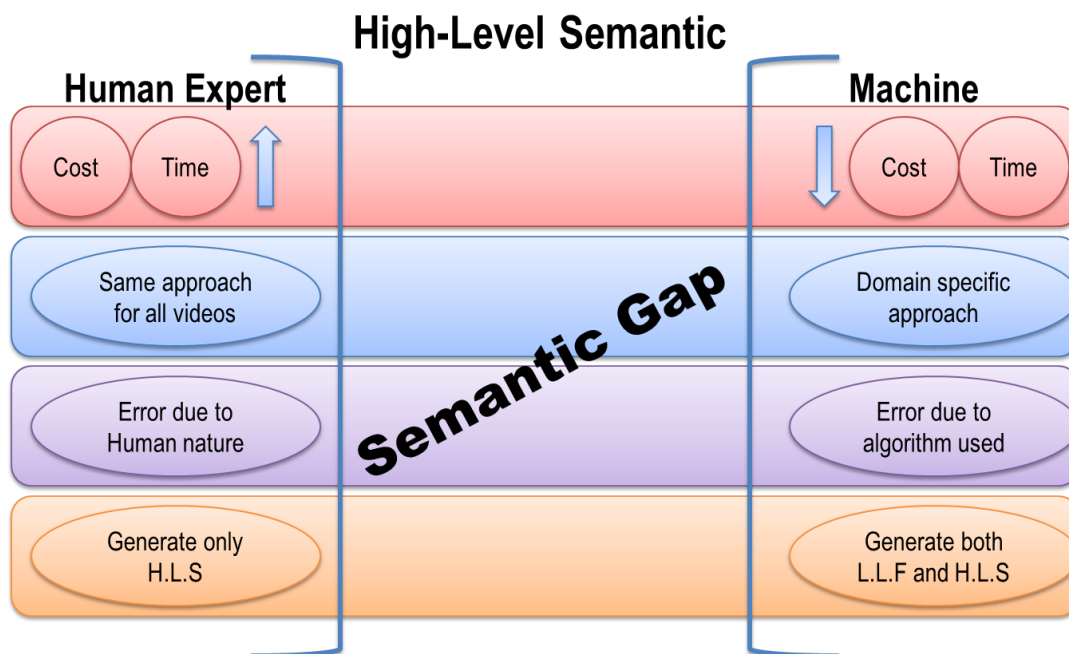 High-Level Semantic
Human Expert
Machine
Cost
Time
Cost
Time
Same approach
for all videos
Domain specific
approach
Semantic Gap
Error due to
Human nature
Error due to
algorithm used
Generate only
H.L.S
Generate both
L.L.F and H.L.S